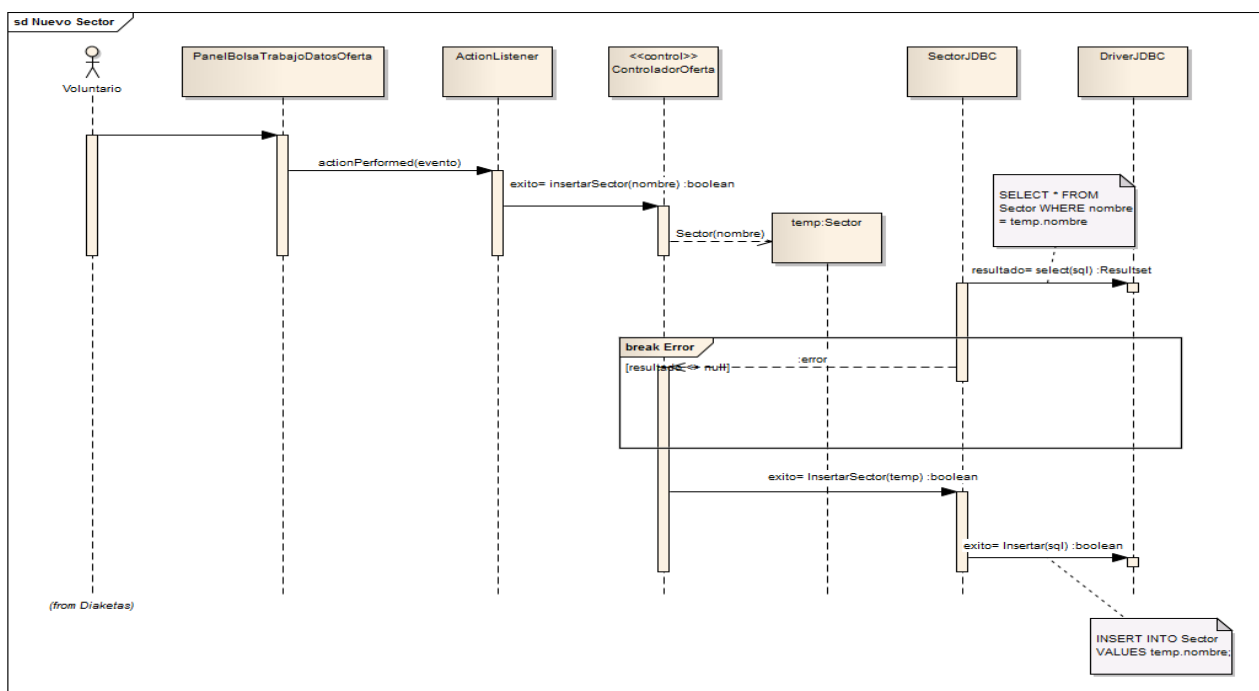 sd Nuevo Sector
Voluntario
PanelBolsaTrabajoDatosOferta
ActionListener
<<control>>
ControladorOferta
SectorJDBC
DriverJDBC
actionPerformed(evento)
exito= insertarSector(nombre) :boolean
Sector(nombre)
temp:Sector
SELECT * FROM
Sector WHERE nombre
= temp.nombre
resultado= select(sql) :Resultset
break Error
:error
[resultado <> null]
exito= InsertarSector(temp) :boolean
exito= Insertar(sql) :boolean
(from Diaketas)
INSERT INTO Sector
VALUES temp.nombre;